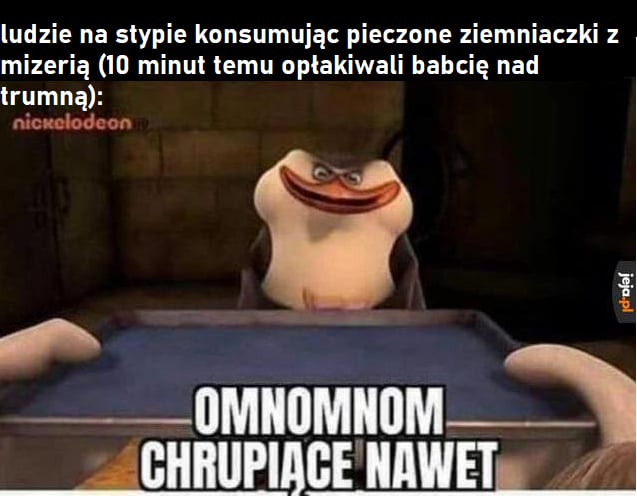 ludzie na stypie konsumując pieczone ziemniaczki z
mizerią (10 minut temu opłakiwali babcię nad
trumną):
nickelodeon
jeja.pl
OMNOMNOM
CHRUPIĄCE NAWET